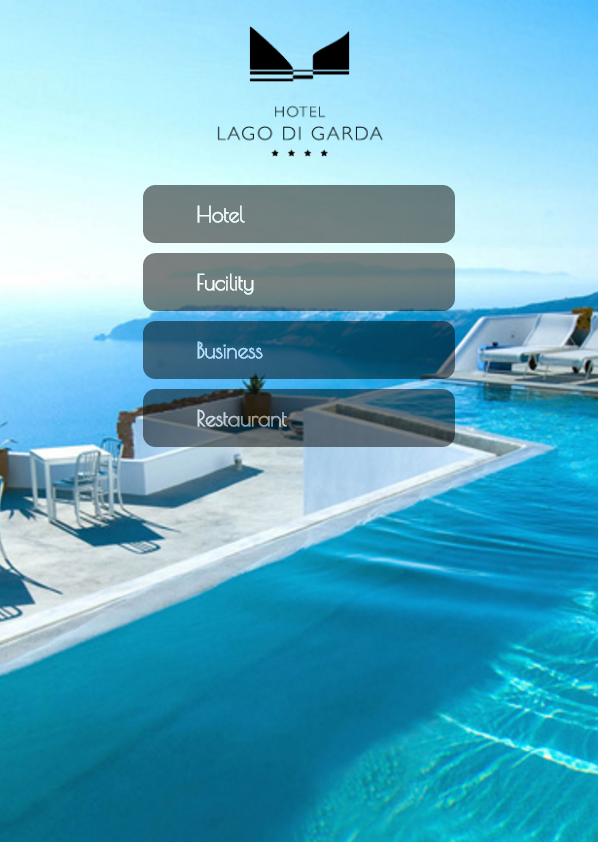 HOTEL
LAGO DI GARDA
Hotel
Fucility
Business
Restaurant